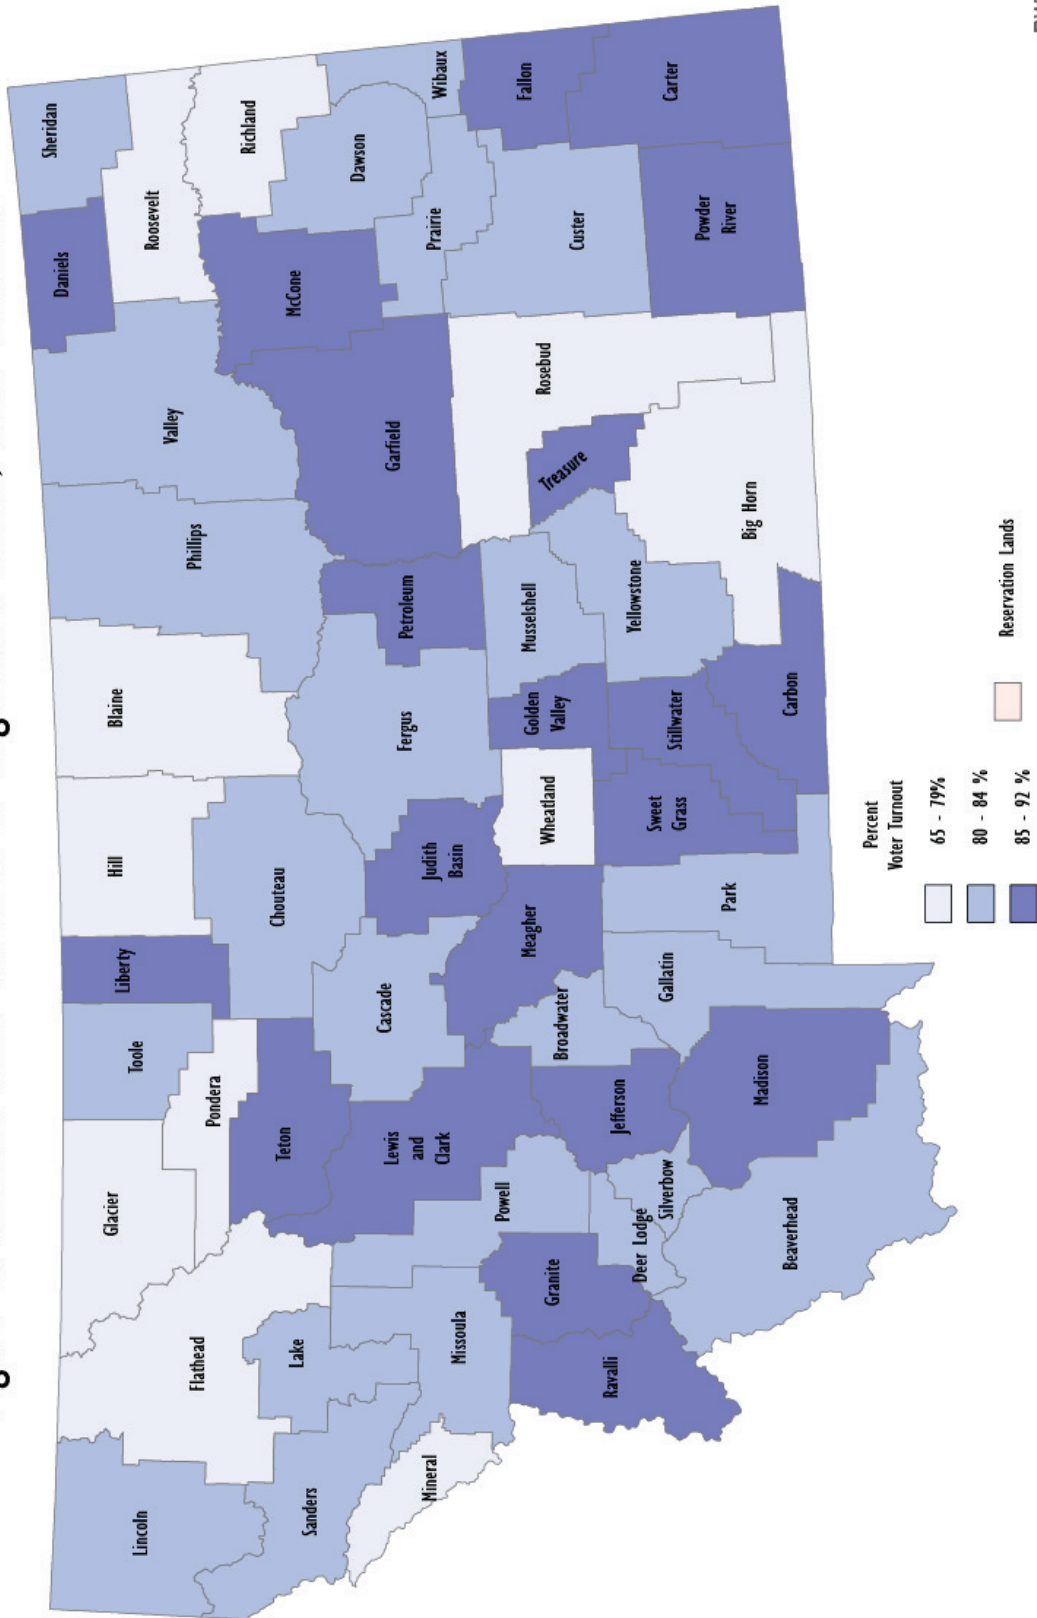 Lincoln
Flathead
Glacier
Toole
Liberty
Hill
Blaine
Phillips
Valley
Daniels
Sheridan
Roosevelt
Richland
Sanders
Lake
Pondera
Teton
Chouteau
Fergus
Petroleum
Garfield
McCone
Dawson
Prairie
Wibaux
Mineral
Missoula
Powell
Lewis
and
Clark
Cascade
Judith
Basin
Meagher
Wheatland
Golden
Valley
Musselshell
Treasure
Rosebud
Custer
Fallon
Ravalli
Granite
Deer Lodge
Silverbow
Jefferson
Broadwater
Gallatin
Park
Sweet
Grass
Stillwater
Yellowstone
Big Horn
Powder
River
Carter
Beaverhead
Madison
Carbon
Percent
Voter Turnout
65 - 79%
80 - 84 %
85 - 92 %
Reservation Lands